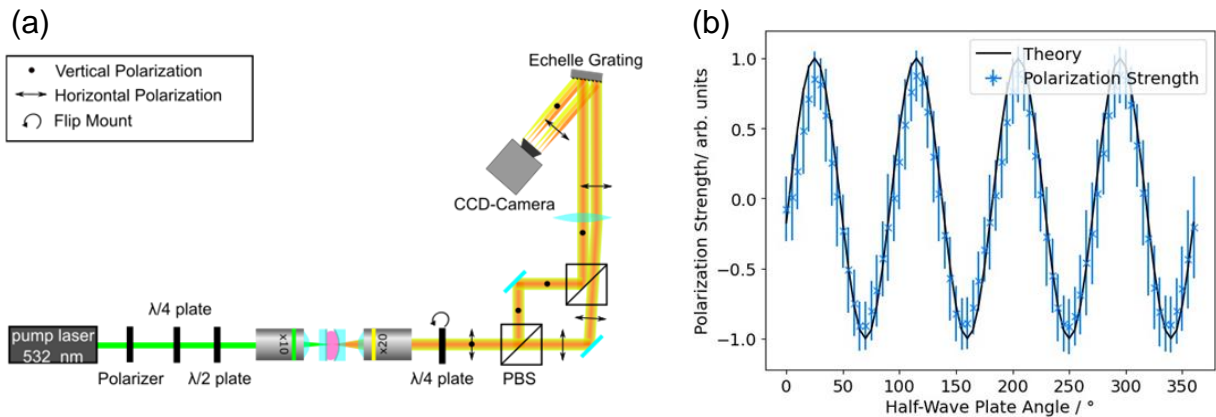 (a)
Vertical Polarization
Horizontal Polarization
Flip Mount
Echelle Grating
CCD-Camera
λ/4 plate
pump laser
532 nm
Polarizer
λ/2 plate
x10
x20
λ/4 plate
PBS
(b)
Theory
Polarization Strength
Polarization Strength/ arb. units
1.0
0.5
0.0
−0.5
−1.0
0 50 100 150 200 250 300 350
Half-Wave Plate Angle / °